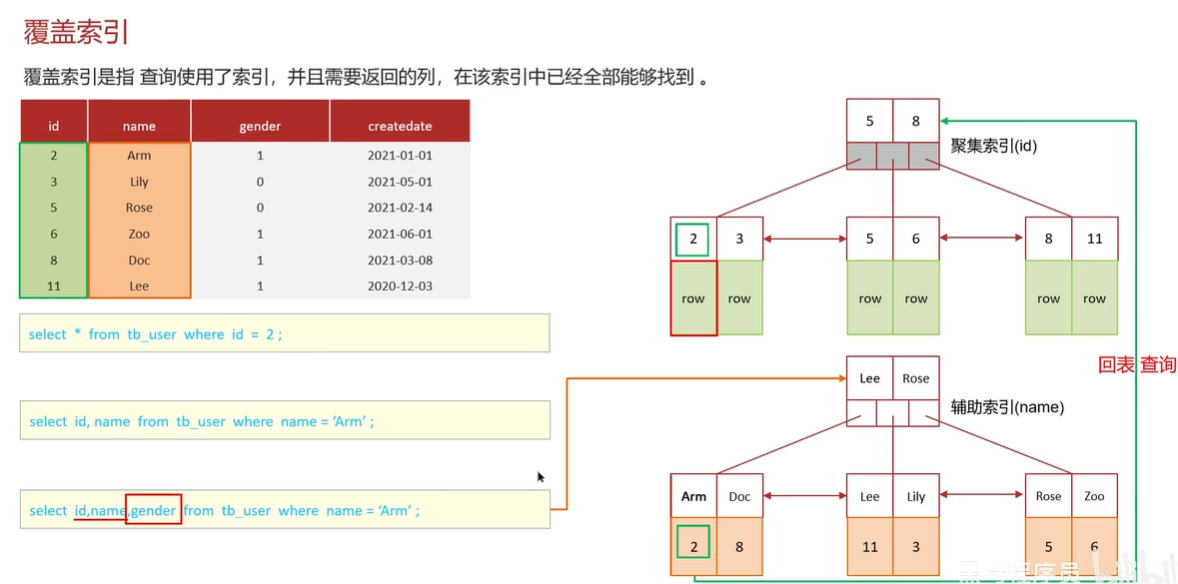 覆盖索引
覆盖索引是指 查询使用了索引，并且需要返回的列，在该索引中已经全部能够找到 。
id name gender createdate
2 Arm 1 2021-01-01
3 Lily 0 2021-05-01
5 Rose 0 2021-02-14
6 Zoo 1 2021-06-01
8 Doc 1 2021-03-08
11 Lee 1 2020-12-03
select * from tb_user where id = 2 ;
select id, name from tb_user where name = ‘Arm’ ;
select id,name,gender from tb_user where name = ‘Arm’ ;
5 8
聚集索引(id)
2 3 5 6 8 11
row row row row row row
回表 查询
Lee Rose
辅助索引(name)
Arm Doc Lee Lily Rose Zoo
2 8 11 3 5 6
程序员
bilibili